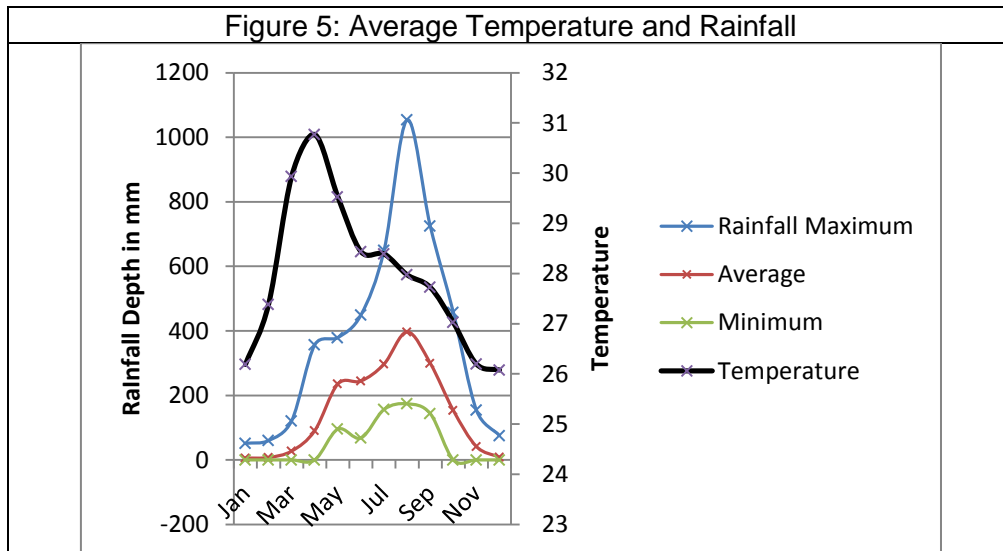 Figure 5: Average Temperature and Rainfall
1200
1000
800
600
400
200
0
-200
RaInfall Depth in mm
Jan
Mar
May
Jul
Sep
Nov
32
31
30
29
28
27
26
25
24
23
Temperature
Rainfall Maximum
Average
Minimum
Temperature